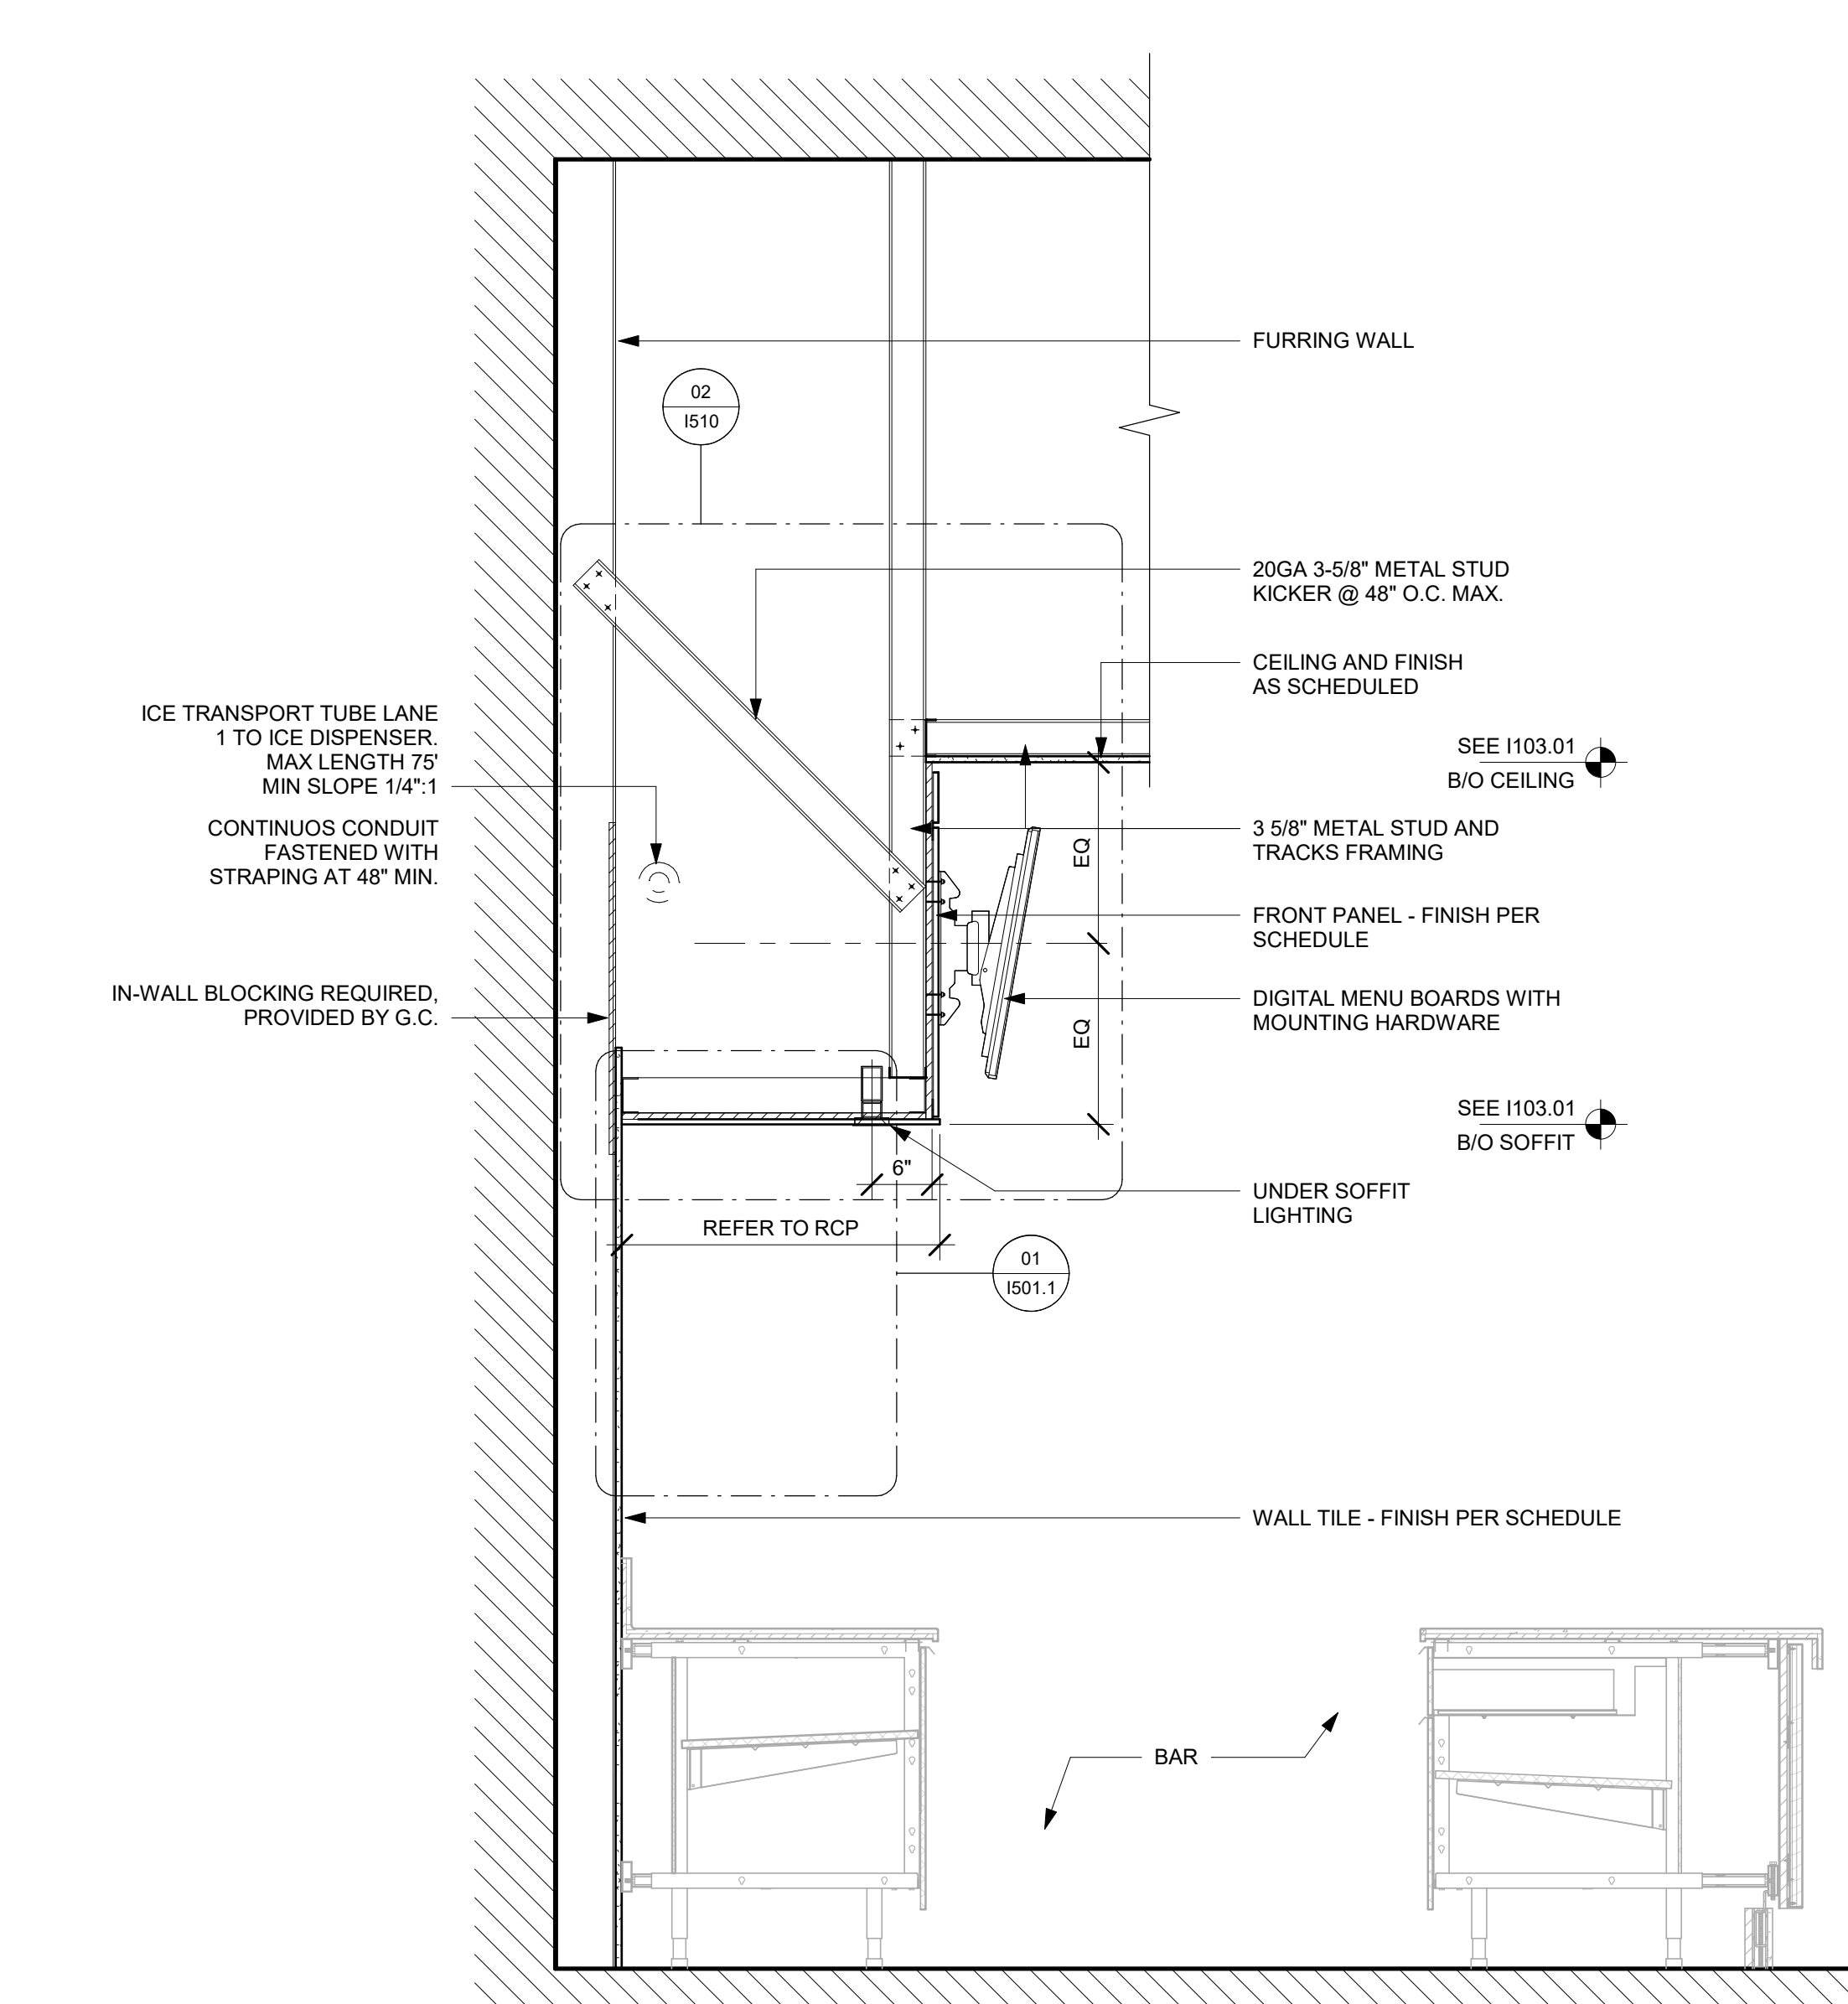 FURRING WALL
02
I510
20GA 3-5/8" METAL STUD
KICKER @ 48" O.C. MAX.
CEILING AND FINISH
AS SCHEDULED
ICE TRANSPORT TUBE LANE
1 TO ICE DISPENSER.
MAX LENGTH 75'
MIN SLOPE 1/4":1
SEE I103.01
B/O CEILING
CONTINUOS CONDUIT
FASTENED WITH
STRAPING AT 48" MIN.
3 5/8" METAL STUD AND
TRACKS FRAMING
EQ
FRONT PANEL - FINISH PER
SCHEDULE
IN-WALL BLOCKING REQUIRED,
PROVIDED BY G.C.
DIGITAL MENU BOARDS WITH
MOUNTING HARDWARE
EQ
SEE I103.01
B/O SOFFIT
6"
UNDER SOFFIT
LIGHTING
REFER TO RCP
01
I501.1
WALL TILE - FINISH PER SCHEDULE
BAR